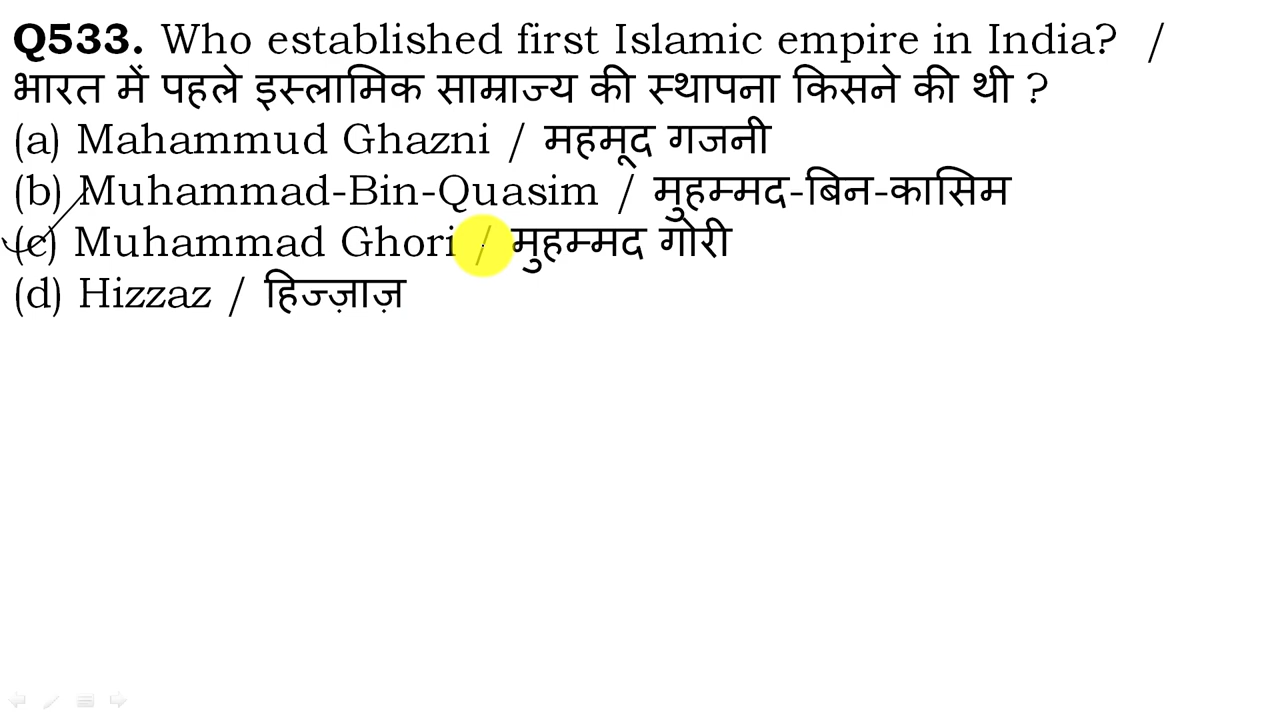 Q533. Who established first Islamic empire in India?  /
भारत में पहले इस्लामिक साम्राज्य की स्थापना किसने की थी ?
(a) Mahammud Ghazni / महमूद गजनी
(b) Muhammad-Bin-Quasim / मुहम्मद-बिन-कासिम
(c) Muhammad Ghori / मुहम्मद गोरी
(d) Hizzaz / हिज्ज़ाज़